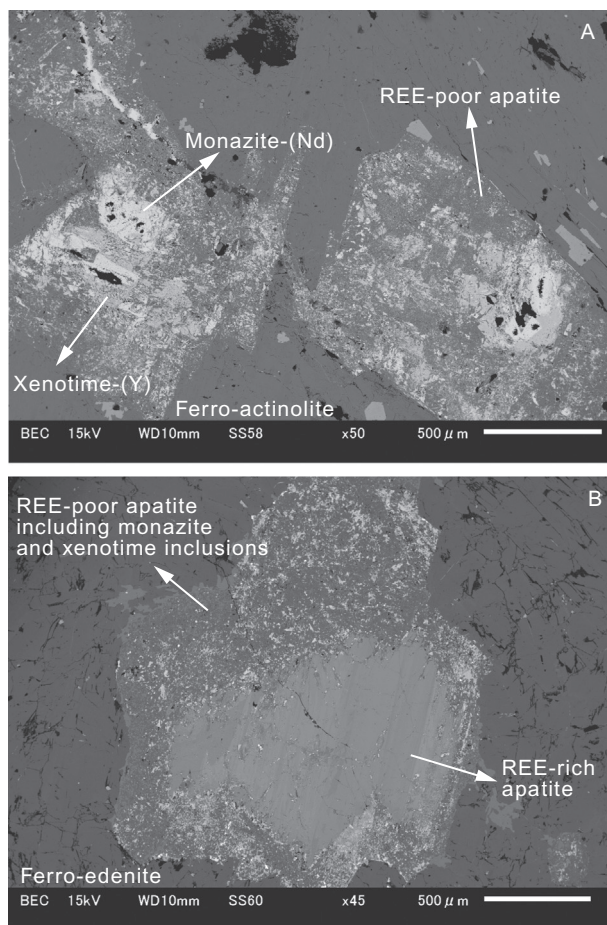 A
REE-poor apatite
Monazite-(Nd)
Xenotime-(Y)
Ferro-actinolite
BEC 15kV WD10mm SS58 x50 500 μm
B
REE-poor apatite
including monazite
and xenotime inclusions
REE-rich
apatite
Ferro-edenite
BEC 15kV WD10mm SS60 x45 500 μm